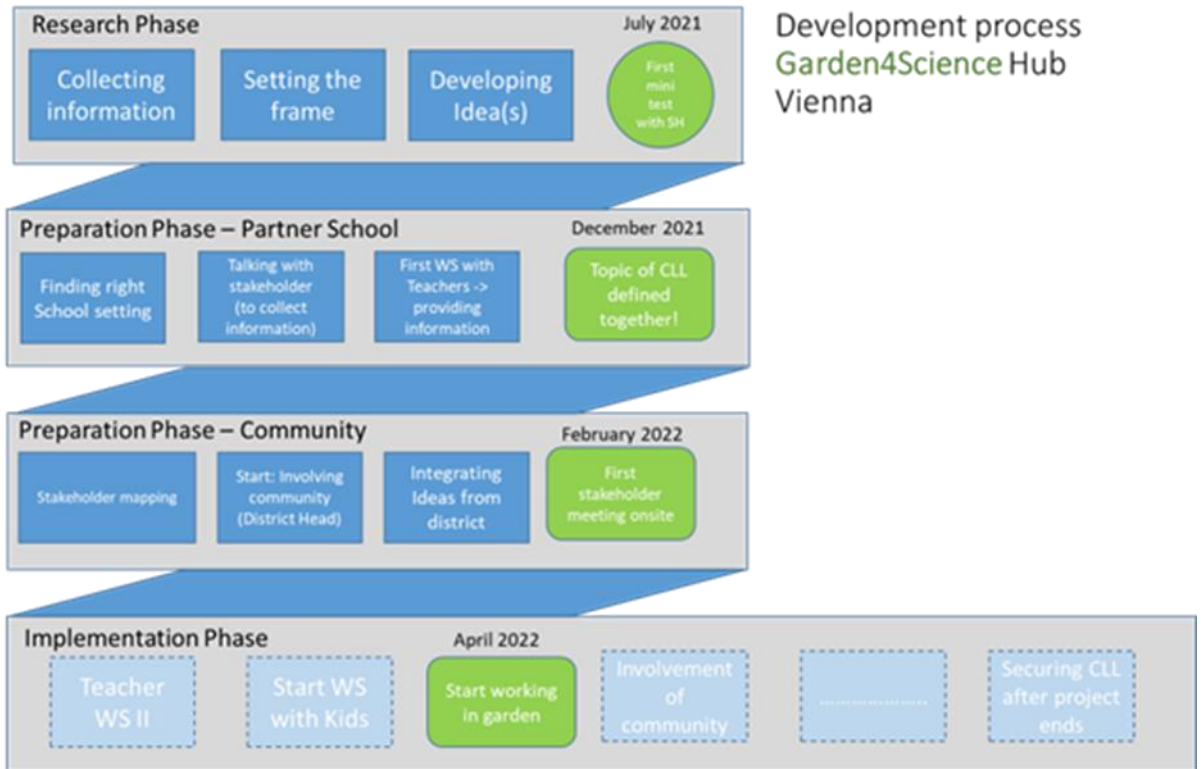 Research Phase
July 2021
Collecting
information
Setting the
frame
Developing
Idea(s)
First
mini
test
with SH
Development process
Garden4Science Hub
Vienna
Preparation Phase – Partner School
December 2021
Finding right
School setting
Talking with
stakeholder
(to collect
information)
First WS with
Teachers ->
providing
information
Topic of CLL
defined
together!
Preparation Phase – Community
February 2022
Stakeholder mapping
Start: Involving
community
(District Head)
Integrating
Ideas from
district
First
stakeholder
meeting onsite
Implementation Phase
April 2022
Teacher
WS II
Start WS
with Kids
Start working
in garden
Involvement
of
community
...................
Securing CLL
after project
ends